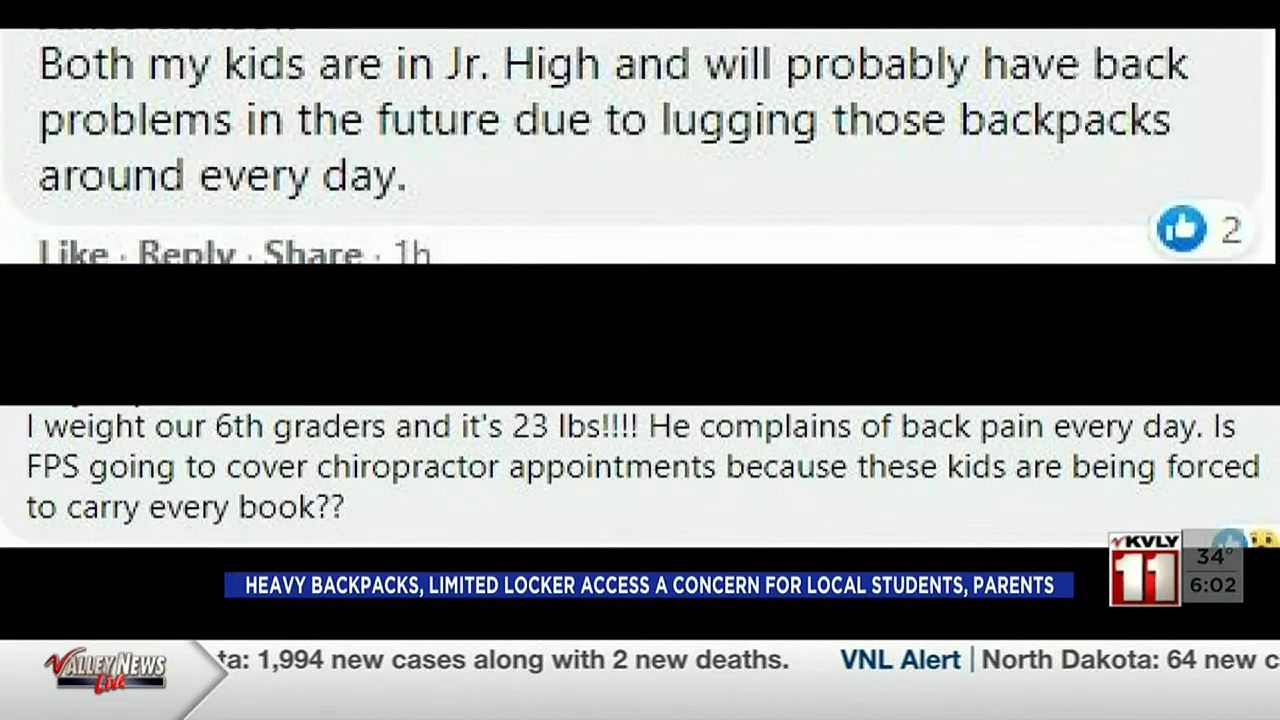 Both my kids are in Jr. High and will probably have back
problems in the future due to lugging those backpacks
around every day.
2
Like · Reply · Share · 1h
I weight our 6th graders and it's 23 lbs!!!! He complains of back pain every day. Is
FPS going to cover chiropractor appointments because these kids are being forced
to carry every book??
KVLY
11
34°
6:02
HEAVY BACKPACKS, LIMITED LOCKER ACCESS A CONCERN FOR LOCAL STUDENTS, PARENTS
VALLEY NEWS
Live
ta: 1,994 new cases along with 2 new deaths. VNL Alert | North Dakota: 64 new c